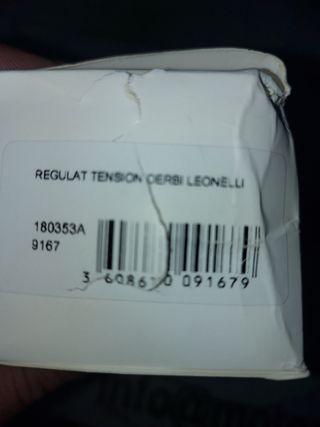 REGULAT TENSION DERBI LEONELLI
180353A
9167
3 608610 091679